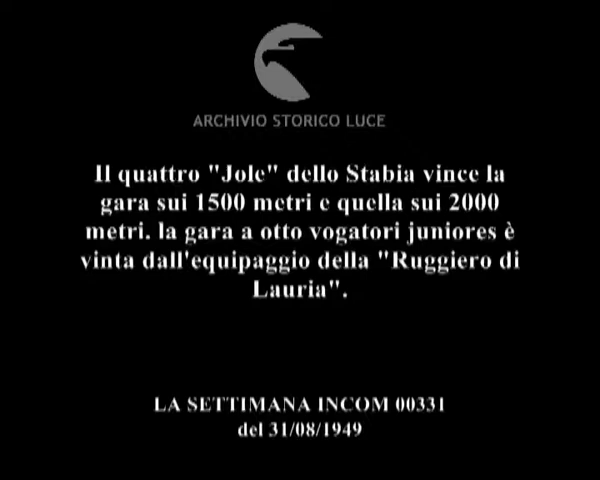 ARCHIVIO STORICO LUCE
Il quattro "Jole" dello Stabia vince la
gara sui 1500 metri e quella sui 2000
metri. la gara a otto vogatori juniores è
vinta dall'equipaggio della "Ruggiero di
Lauria".
LA SETTIMANA INCOM 00331
del 31/08/1949